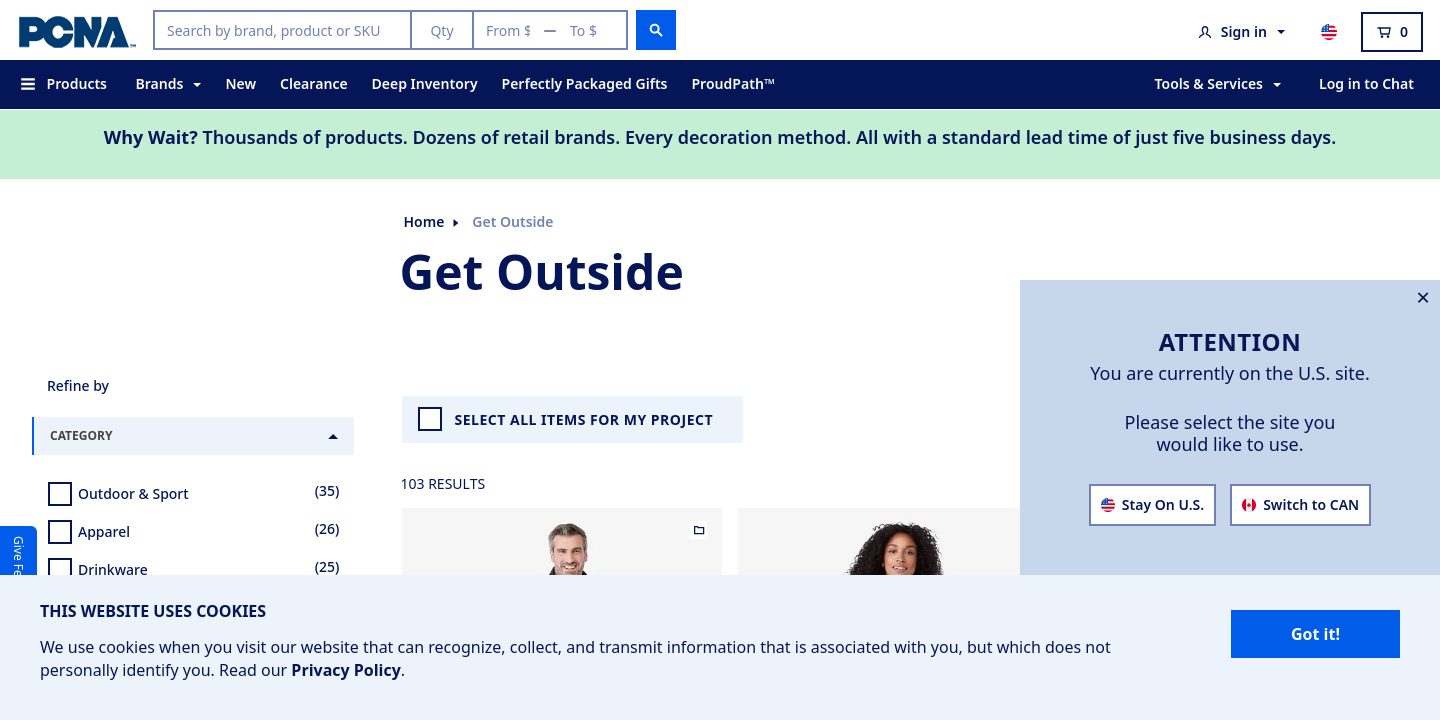 PCNA™
Search by brand, product or SKU
Qty
From $ — To $
Sign in
0
Products
Brands
New
Clearance
Deep Inventory
Perfectly Packaged Gifts
ProudPath™
Tools & Services
Log in to Chat
Why Wait? Thousands of products. Dozens of retail brands. Every decoration method. All with a standard lead time of just five business days.
Home
Get Outside
Get Outside
Refine by
CATEGORY
Outdoor & Sport (35)
Apparel (26)
Drinkware (25)
Give Fe
SELECT ALL ITEMS FOR MY PROJECT
103 RESULTS
ATTENTION
You are currently on the U.S. site.
Please select the site you
would like to use.
Stay On U.S.
Switch to CAN
THIS WEBSITE USES COOKIES
We use cookies when you visit our website that can recognize, collect, and transmit information that is associated with you, but which does not
personally identify you. Read our Privacy Policy.
Got it!